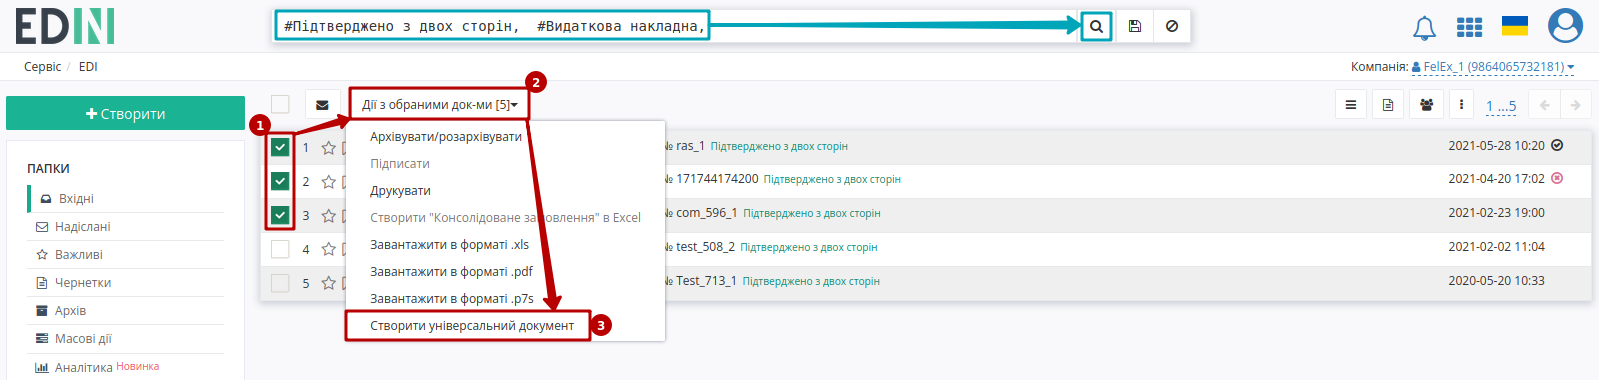 EDIN
#Підтверджено з двох сторін,  #Видаткова накладна,
Сервіс / EDI
Компанія: FelEx_1 (9864065732181)
+ Створити
ПАПКИ
Вхідні
Надіслані
Важливі
Чернетки
Архів
Масові дії
Аналітика Новинка
2
Дії з обраними док-ми [5]
1 ...5
1
Архівувати/розархівувати
Підписати
Друкувати
Створити "Консолідоване замовлення" в Excel
Завантажити в форматі .xls
Завантажити в форматі .pdf
Завантажити в форматі .p7s
Створити універсальний документ
3
1 № ras_1 Підтверджено з двох сторін 2021-05-28 10:20
2 № 171744174200 Підтверджено з двох сторін 2021-04-20 17:02
3 № com_596_1 Підтверджено з двох сторін 2021-02-23 19:00
4 № test_508_2 Підтверджено з двох сторін 2021-02-02 11:04
5 № Test_713_1 Підтверджено з двох сторін 2020-05-20 10:33